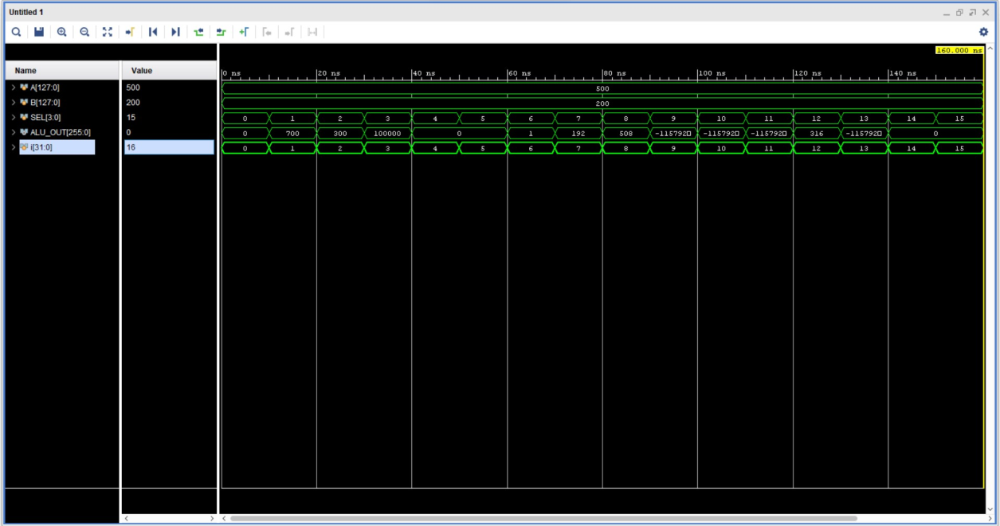 Untitled 1
160.000 ns
Name Value
0 ns 20 ns 40 ns 60 ns 80 ns 100 ns 120 ns 140 ns
A[127:0] 500 500
B[127:0] 200 200
SEL[3:0] 15 0 1 2 3 4 5 6 7 8 9 10 11 12 13 14 15
ALU_OUT[255:0] 0 0 700 300 100000 0 1 192 508 -115792▯ -115792▯ -115792▯ 316 -115792▯ 0
i[31:0] 16 0 1 2 3 4 5 6 7 8 9 10 11 12 13 14 15